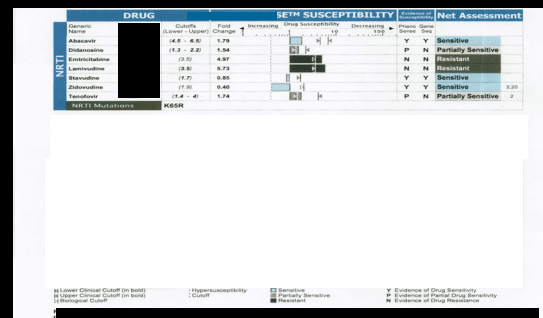 DRUG SE™ SUSCEPTIBILITY Evidence of Susceptibility Net Assessment
Generic Name Cutoffs (Lower - Upper) Fold Change Increasing Drug Susceptibility Decreasing Pheno Sense Gene Seq
1 10 100
NRTI
Abacavir (4.5 - 6.5) 1.79 Y Y Sensitive
Didanosine (1.3 - 2.2) 1.54 P N Partially Sensitive
Emtricitabine (3.5) 4.97 N N Resistant
Lamivudine (3.5) 5.73 N N Resistant
Stavudine (1.7) 0.85 Y Y Sensitive
Zidovudine (1.9) 0.40 Y Y Sensitive
Tenofovir (1.4 - 4) 1.74 P N Partially Sensitive 2
NRTI Mutations K65R
Lower Clinical Cutoff (in bold) Hypersusceptibility Sensitive Y Evidence of Drug Sensitivity
Upper Clinical Cutoff (in bold) Cutoff Partially Sensitive P Evidence of Partial Drug Sensitivity
Biological Cutoff Resistant N Evidence of Drug Resistance